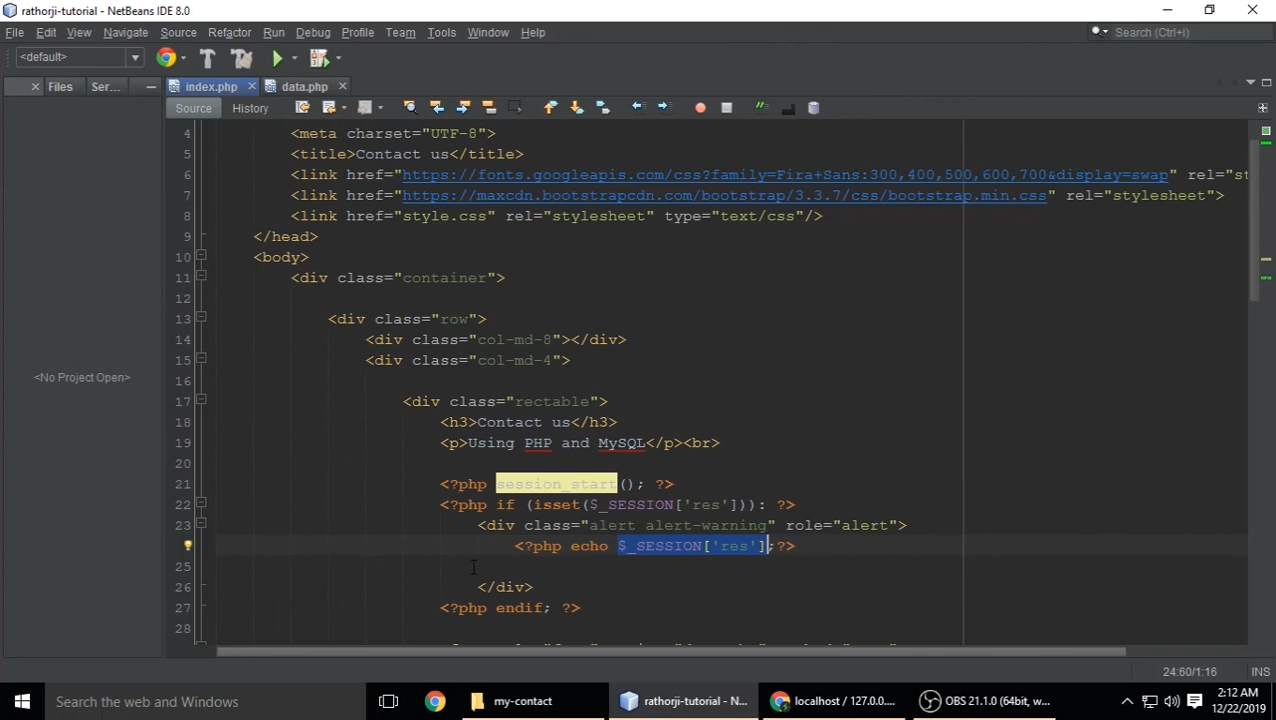 rathorji-tutorial - NetBeans IDE 8.0
File Edit View Navigate Source Refactor Run Debug Profile Team Tools Window Help
Search (Ctrl+I)
<default>
Files Ser... index.php data.php
Source History
4 <meta charset="UTF-8">
5 <title>Contact us</title>
6 <link href="https://fonts.googleapis.com/css?family=Fira+Sans:300,400,500,600,700&display=swap" rel="st
7 <link href="https://maxcdn.bootstrapcdn.com/bootstrap/3.3.7/css/bootstrap.min.css" rel="stylesheet">
8 <link href="style.css" rel="stylesheet" type="text/css"/>
9 </head>
10 <body>
11 <div class="container">
12
13 <div class="row">
14 <div class="col-md-8"></div>
15 <div class="col-md-4">
16
17 <div class="rectable">
18 <h3>Contact us</h3>
19 <p>Using PHP and MySQL</p><br>
20
21 <?php session_start(); ?>
22 <?php if (isset($_SESSION['res'])): ?>
23 <div class="alert alert-warning" role="alert">
<?php echo $_SESSION['res'];?>
25
26 </div>
27 <?php endif; ?>
28
<No Project Open>
24:60/1:16 INS
Search the web and Windows
my-contact
rathorji-tutorial - N...
localhost / 127.0.0....
OBS 21.1.0 (64bit, w...
2:12 AM
12/22/2019